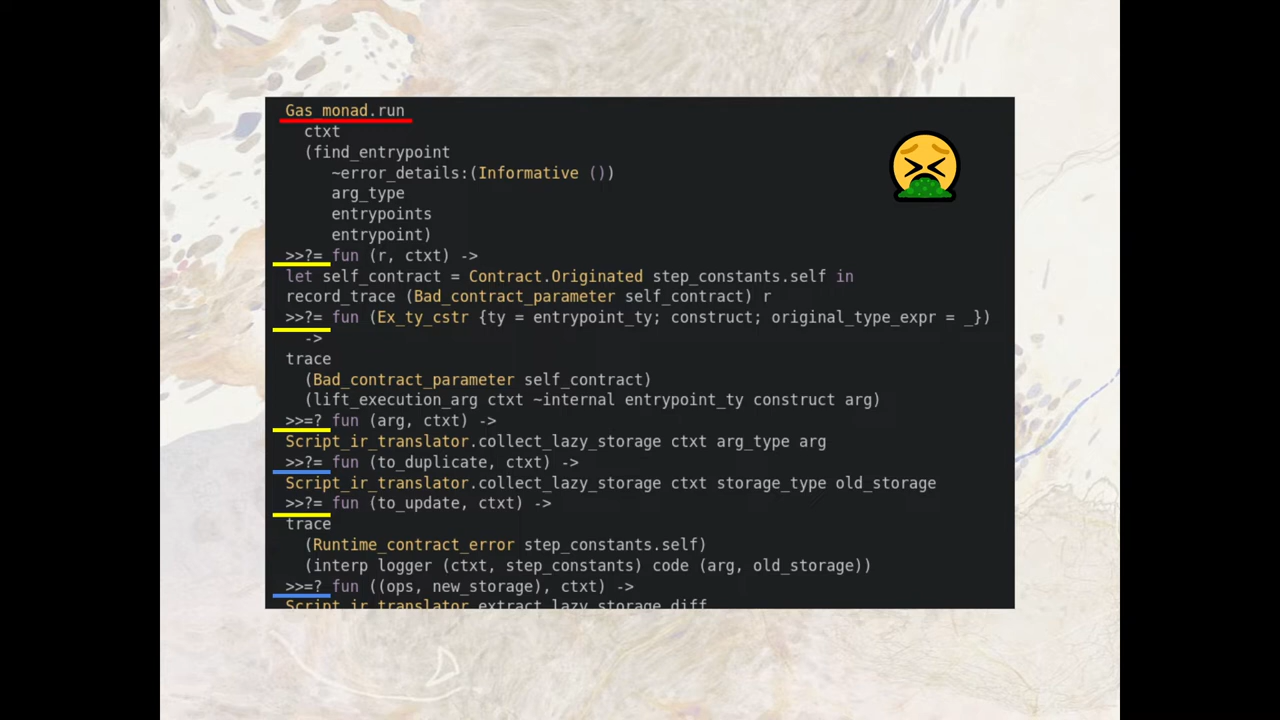 Gas_monad.run
ctxt
(find_entrypoint
~error_details:(Informative ())
arg_type
entrypoints
entrypoint)
>>?= fun (r, ctxt) ->
let self_contract = Contract.Originated step_constants.self in
record_trace (Bad_contract_parameter self_contract) r
>>?= fun (Ex_ty_cstr {ty = entrypoint_ty; construct; original_type_expr = _})
->
trace
(Bad_contract_parameter self_contract)
(lift_execution_arg ctxt ~internal entrypoint_ty construct arg)
>>=? fun (arg, ctxt) ->
Script_ir_translator.collect_lazy_storage ctxt arg_type arg
>>?= fun (to_duplicate, ctxt) ->
Script_ir_translator.collect_lazy_storage ctxt storage_type old_storage
>>?= fun (to_update, ctxt) ->
trace
(Runtime_contract_error step_constants.self)
(interp logger (ctxt, step_constants) code (arg, old_storage))
>>=? fun ((ops, new_storage), ctxt) ->
Script_ir_translator.extract_lazy_storage_diff